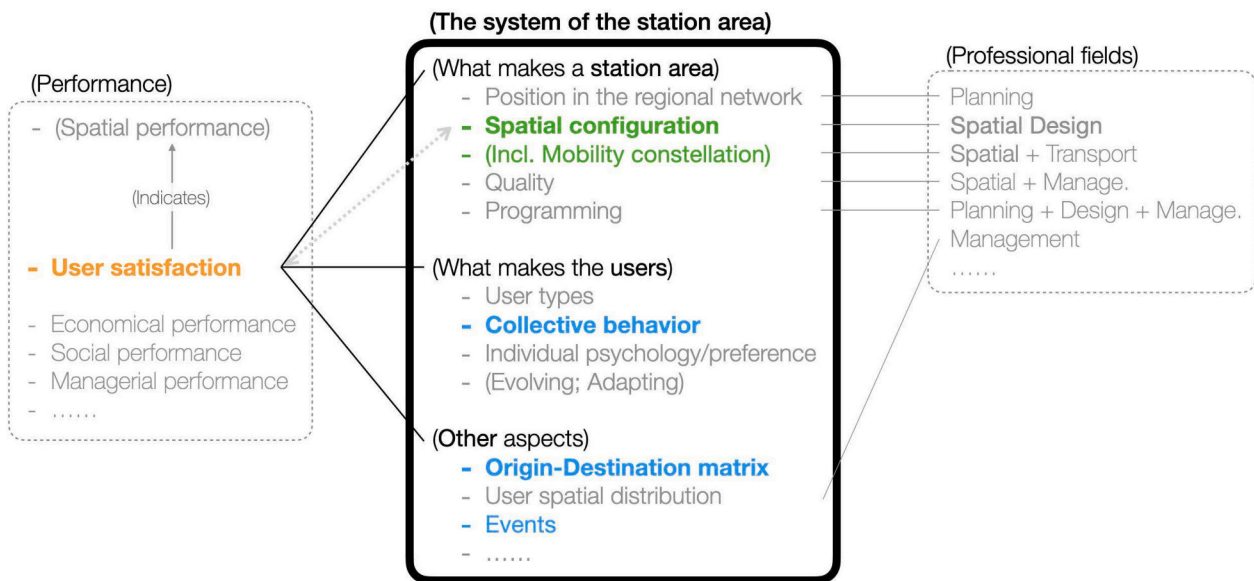 (The system of the station area)
(Performance)
- (Spatial performance)
(Indicates)
- User satisfaction
- Economical performance
- Social performance
- Managerial performance
- ......
(What makes a station area)
- Position in the regional network
- Spatial configuration
- (Incl. Mobility constellation)
- Quality
- Programming
(What makes the users)
- User types
- Collective behavior
- Individual psychology/preference
- (Evolving; Adapting)
(Other aspects)
- Origin-Destination matrix
- User spatial distribution
- Events
- ......
(Professional fields)
Planning
Spatial Design
Spatial + Transport
Spatial + Manage.
Planning + Design + Manage.
Management
......